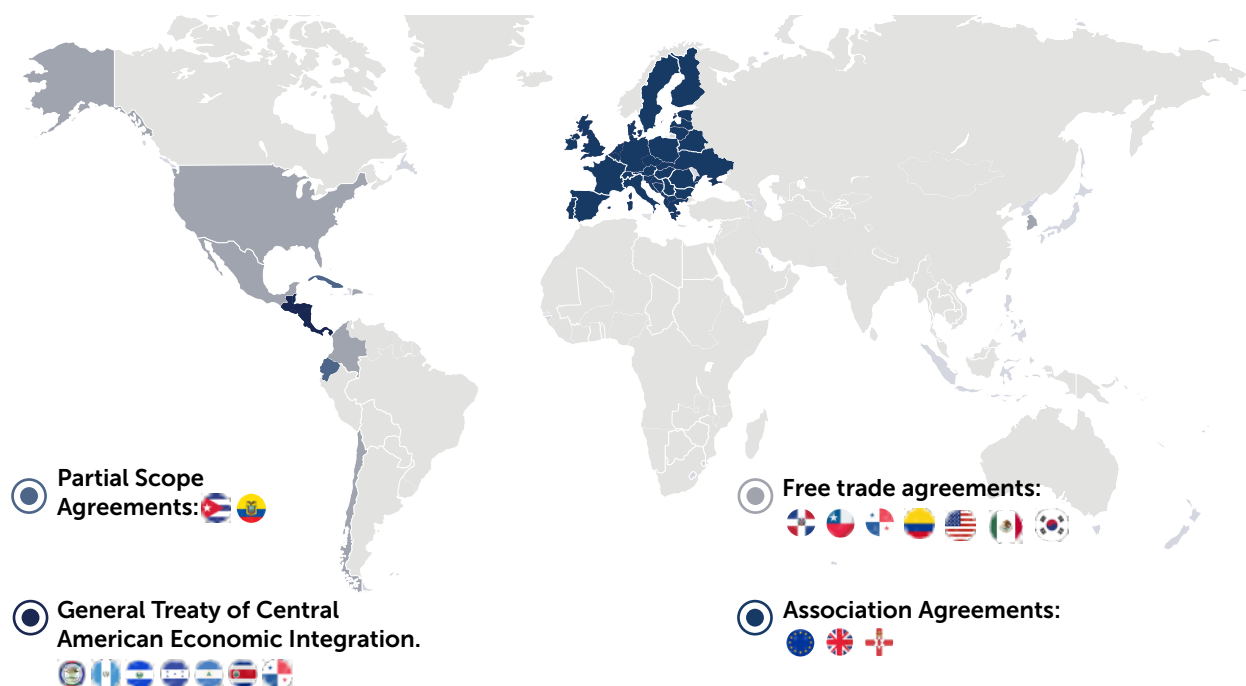 Partial Scope
Agreements:
Free trade agreements:
General Treaty of Central
American Economic Integration.
Association Agreements: